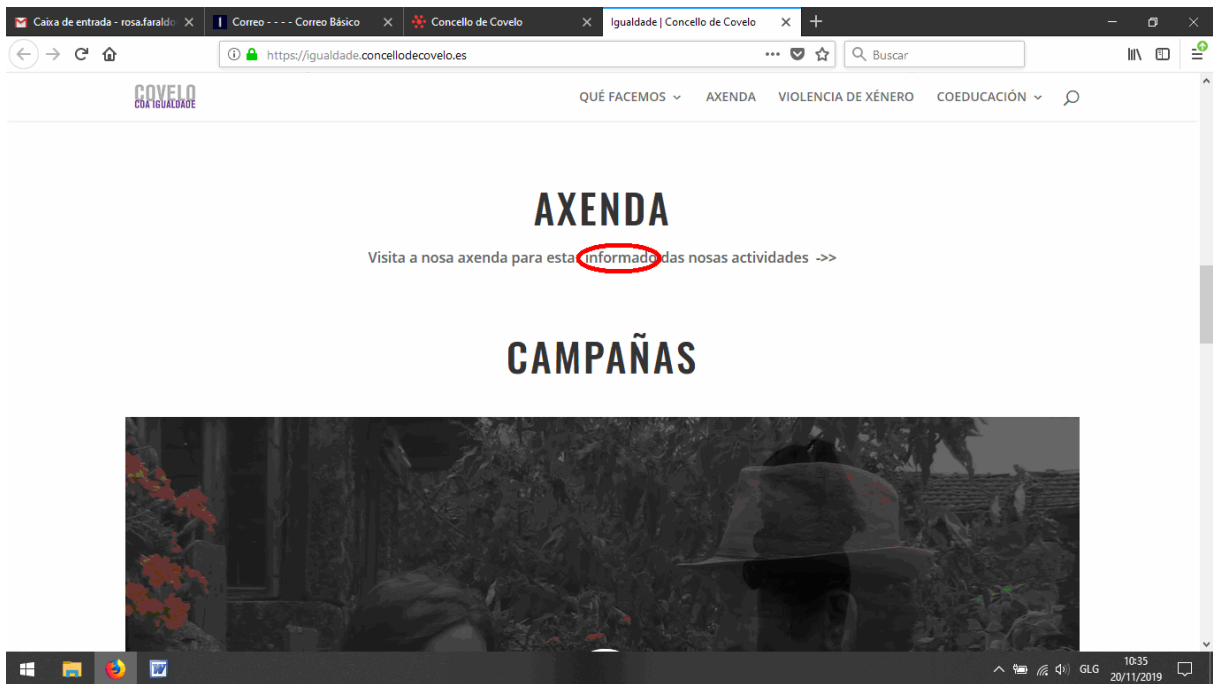 Caixa de entrada - rosa.faraldo
Correo - - - - Correo Básico
Concello de Covelo
Igualdade | Concello de Covelo
https://igualdade.concellodecovelo.es
Buscar
COVELO
COA IGUALDADE
QUÉ FACEMOS
AXENDA
VIOLENCIA DE XÉNERO
COEDUCACIÓN
AXENDA
Visita a nosa axenda para estar informado das nosas actividades ->>
CAMPAÑAS
GLG
10:35
20/11/2019